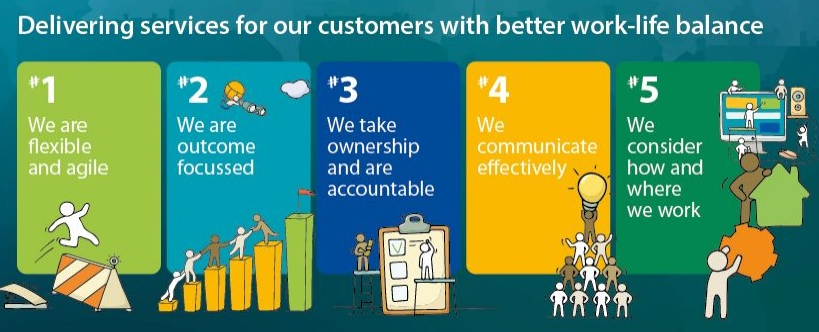 Delivering services for our customers with better work-life balance
#1
We are
flexible
and agile
#2
We are
outcome
focussed
#3
We take
ownership
and are
accountable
#4
We
communicate
effectively
#5
We
consider
how and
where
we work